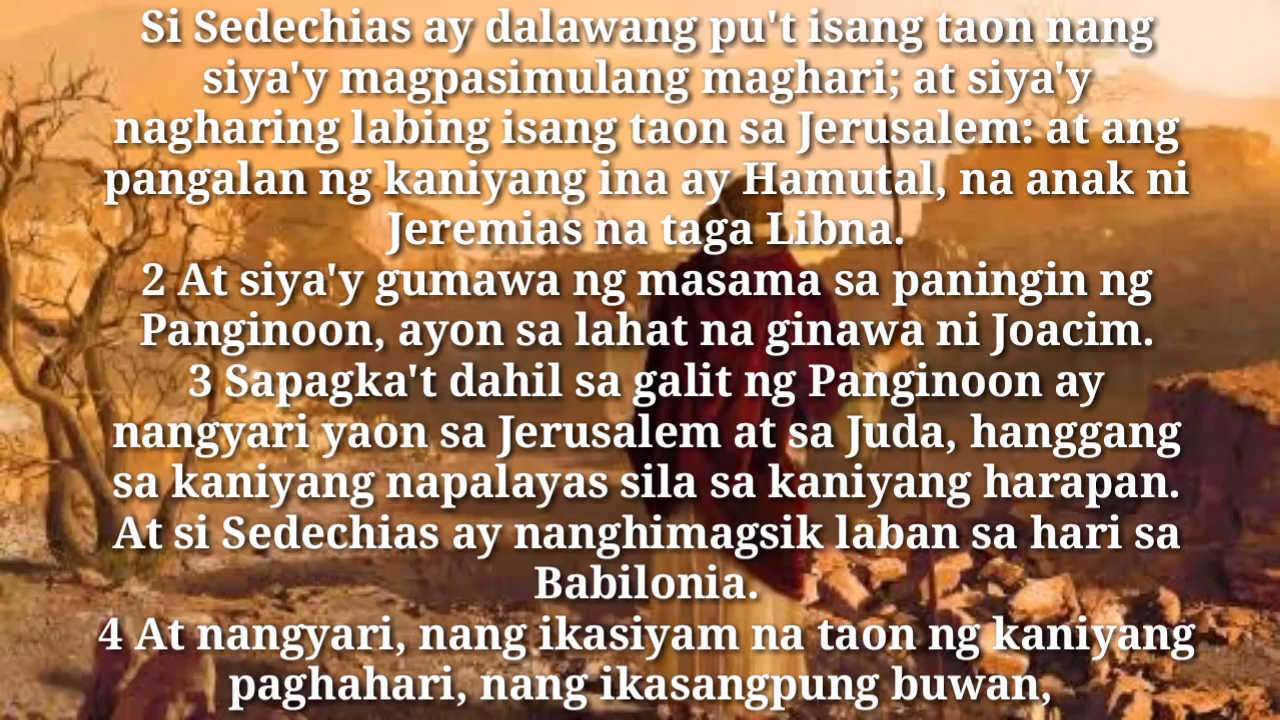 Si Sedechias ay dalawang pu't isang taon nang
siya'y magpasimulang maghari; at siya'y
nagharing labing isang taon sa Jerusalem: at ang
pangalan ng kaniyang ina ay Hamutal, na anak ni
Jeremias na taga Libna.
2 At siya'y gumawa ng masama sa paningin ng
Panginoon, ayon sa lahat na ginawa ni Joacim.
3 Sapagka't dahil sa galit ng Panginoon ay
nangyari yaon sa Jerusalem at sa Juda, hanggang
sa kaniyang napalayas sila sa kaniyang harapan.
At si Sedechias ay nanghimagsik laban sa hari sa
Babilonia.
4 At nangyari, nang ikasiyam na taon ng kaniyang
paghahari, nang ikasangpung buwan,